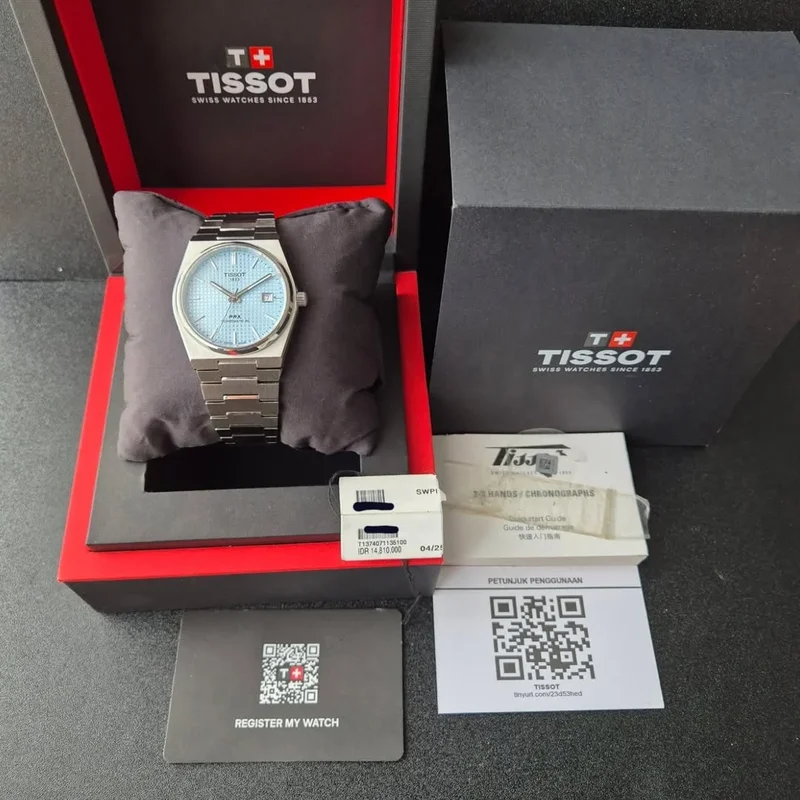 T+
TISSOT
SWISS WATCHES SINCE 1853
TISSOT
1853
PRX
T+
TISSOT
SWISS WATCHES SINCE 1853
Tissot
HANDS / CHRONOGRAPHS
Quickstart Guide
Guide de démarrage
快速入门指南
SWPI
T1374071135100
IDR 14,810,000
04/25
PETUNJUK PENGGUNAAN
TISSOT
tinyurl.com/23d53hed
T+
REGISTER MY WATCH